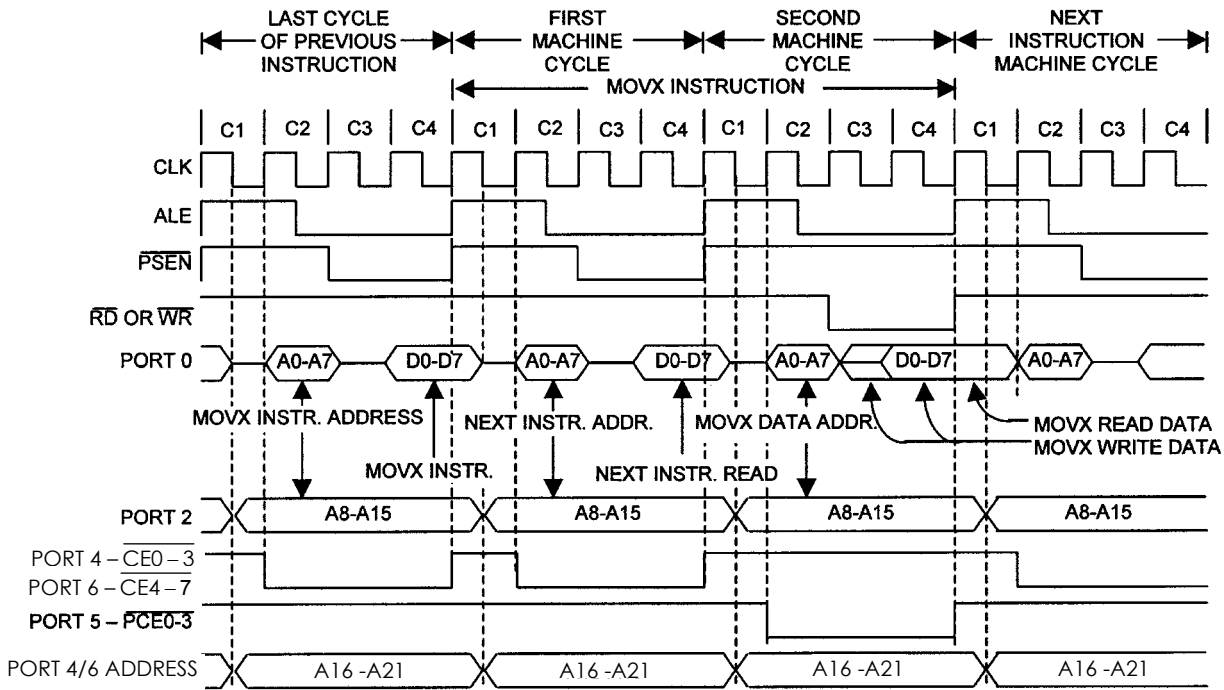 LAST CYCLE
OF PREVIOUS
INSTRUCTION
FIRST
MACHINE
CYCLE
SECOND
MACHINE
CYCLE
NEXT
INSTRUCTION
MACHINE CYCLE
MOVX INSTRUCTION
C1 C2 C3 C4 C1 C2 C3 C4 C1 C2 C3 C4 C1 C2 C3 C4
CLK
ALE
PSEN
RD OR WR
PORT 0 A0-A7 D0-D7 A0-A7 D0-D7 A0-A7 D0-D7 A0-A7
MOVX INSTR. ADDRESS NEXT INSTR. ADDR. MOVX DATA ADDR. MOVX READ DATA
MOVX WRITE DATA
MOVX INSTR. NEXT INSTR. READ
PORT 2 A8-A15 A8-A15 A8-A15 A8-A15
PORT 4 – CE0 – 3
PORT 6 – CE4 – 7
PORT 5 – PCE0-3
PORT 4/6 ADDRESS A16 -A21 A16 -A21 A16 -A21 A16 -A21